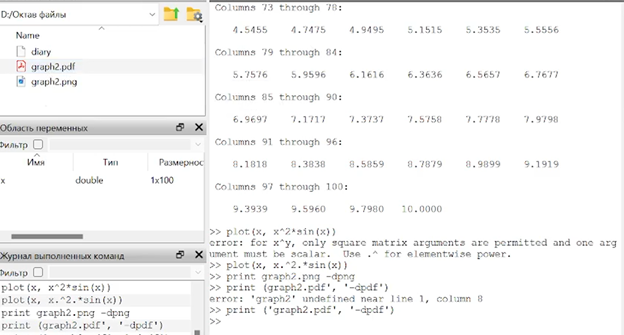 D:/Октав файлы
Name
diary
graph2.pdf
graph2.png
Область переменных
Фильтр
Имя Тип Размернос
x double 1x100
Журнал выполненных команд
Фильтр
plot(x, x^2*sin(x))
plot(x, x.^2.*sin(x))
print graph2.png -dpng
print (graph2.pdf', '-dpdf')
Columns 73 through 78:
4.5455 4.7475 4.9495 5.1515 5.3535 5.5556
Columns 79 through 84:
5.7576 5.9596 6.1616 6.3636 6.5657 6.7677
Columns 85 through 90:
6.9697 7.1717 7.3737 7.5758 7.7778 7.9798
Columns 91 through 96:
8.1818 8.3838 8.5859 8.7879 8.9899 9.1919
Columns 97 through 100:
9.3939 9.5960 9.7980 10.0000
>> plot(x, x^2*sin(x))
error: for x^y, only square matrix arguments are permitted and one arg
ument must be scalar. Use .^ for elementwise power.
>> plot(x, x.^2.*sin(x))
>> print graph2.png -dpng
>> print (graph2.pdf', '-dpdf')
error: 'graph2' undefined near line 1, column 8
>> print ('graph2.pdf', '-dpdf')
>>